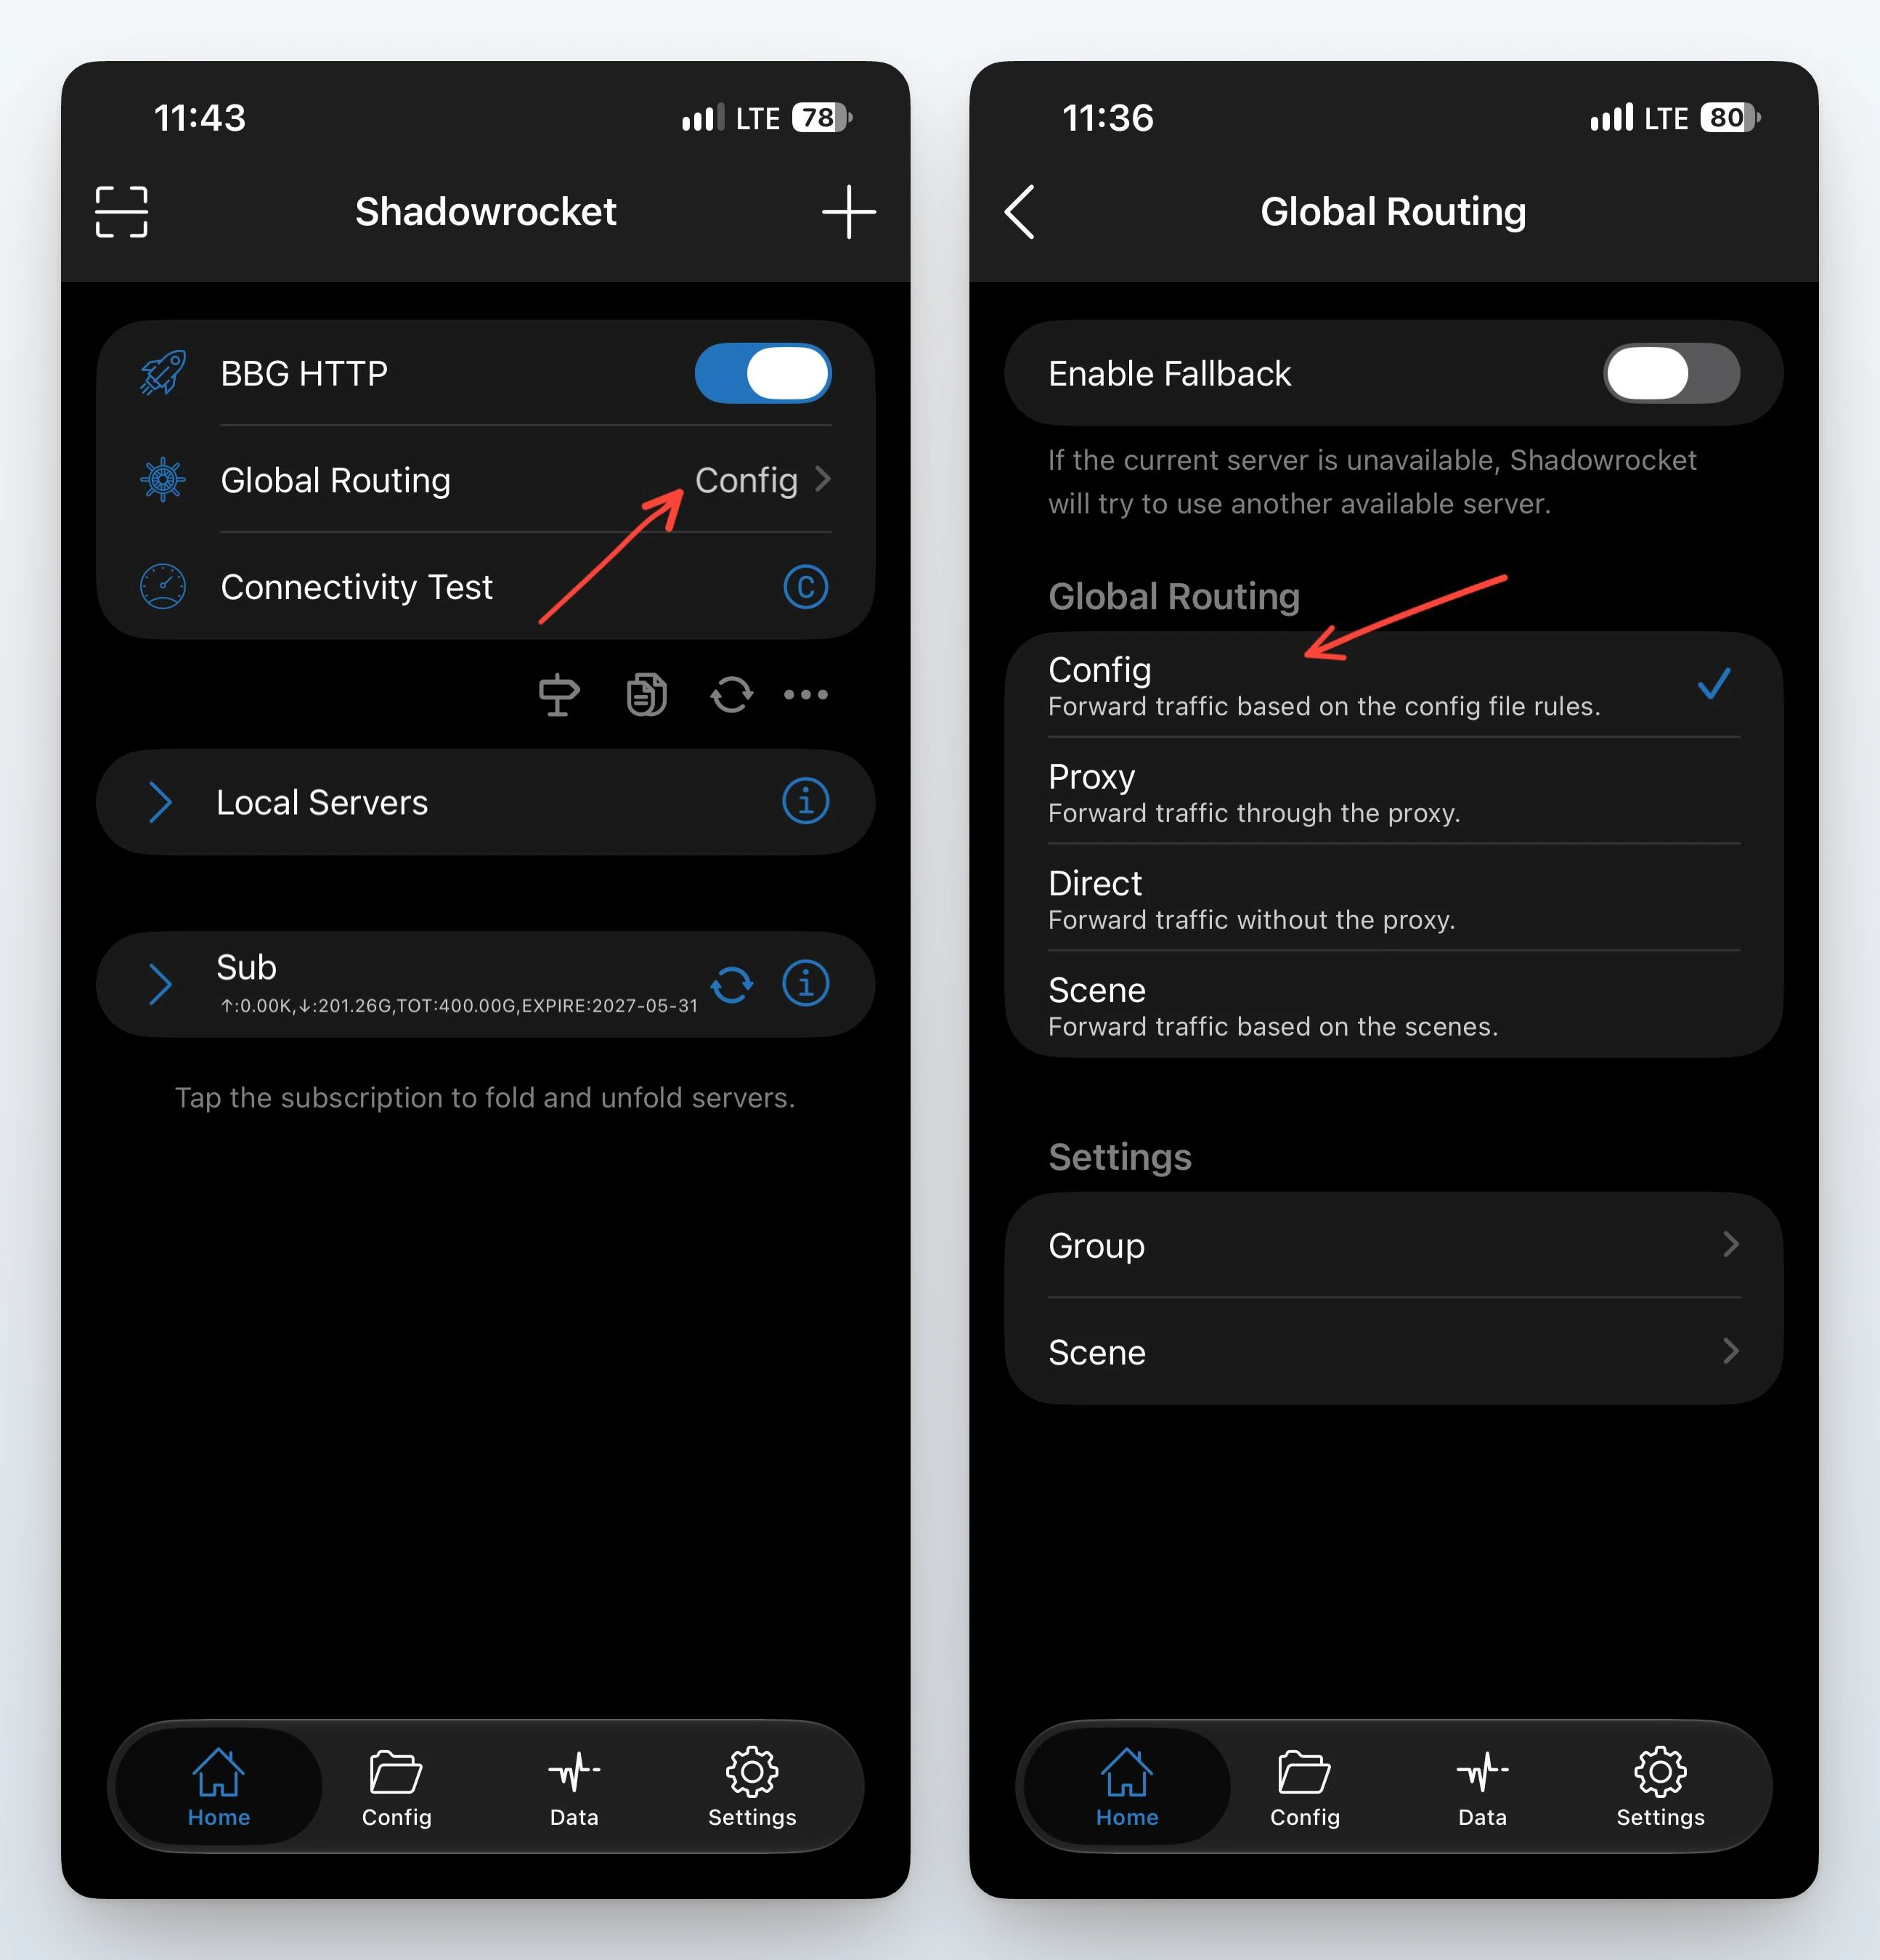 11:43
LTE 78
Shadowrocket
BBG HTTP
Global Routing Config
Connectivity Test C
Local Servers
Sub
↑:0.00K,↓:201.26G,TOT:400.00G,EXPIRE:2027-05-31
Tap the subscription to fold and unfold servers.
Home Config Data Settings
11:36
LTE 80
Global Routing
Enable Fallback
If the current server is unavailable, Shadowrocket
will try to use another available server.
Global Routing
Config
Forward traffic based on the config file rules.
Proxy
Forward traffic through the proxy.
Direct
Forward traffic without the proxy.
Scene
Forward traffic based on the scenes.
Settings
Group
Scene
Home Config Data Settings